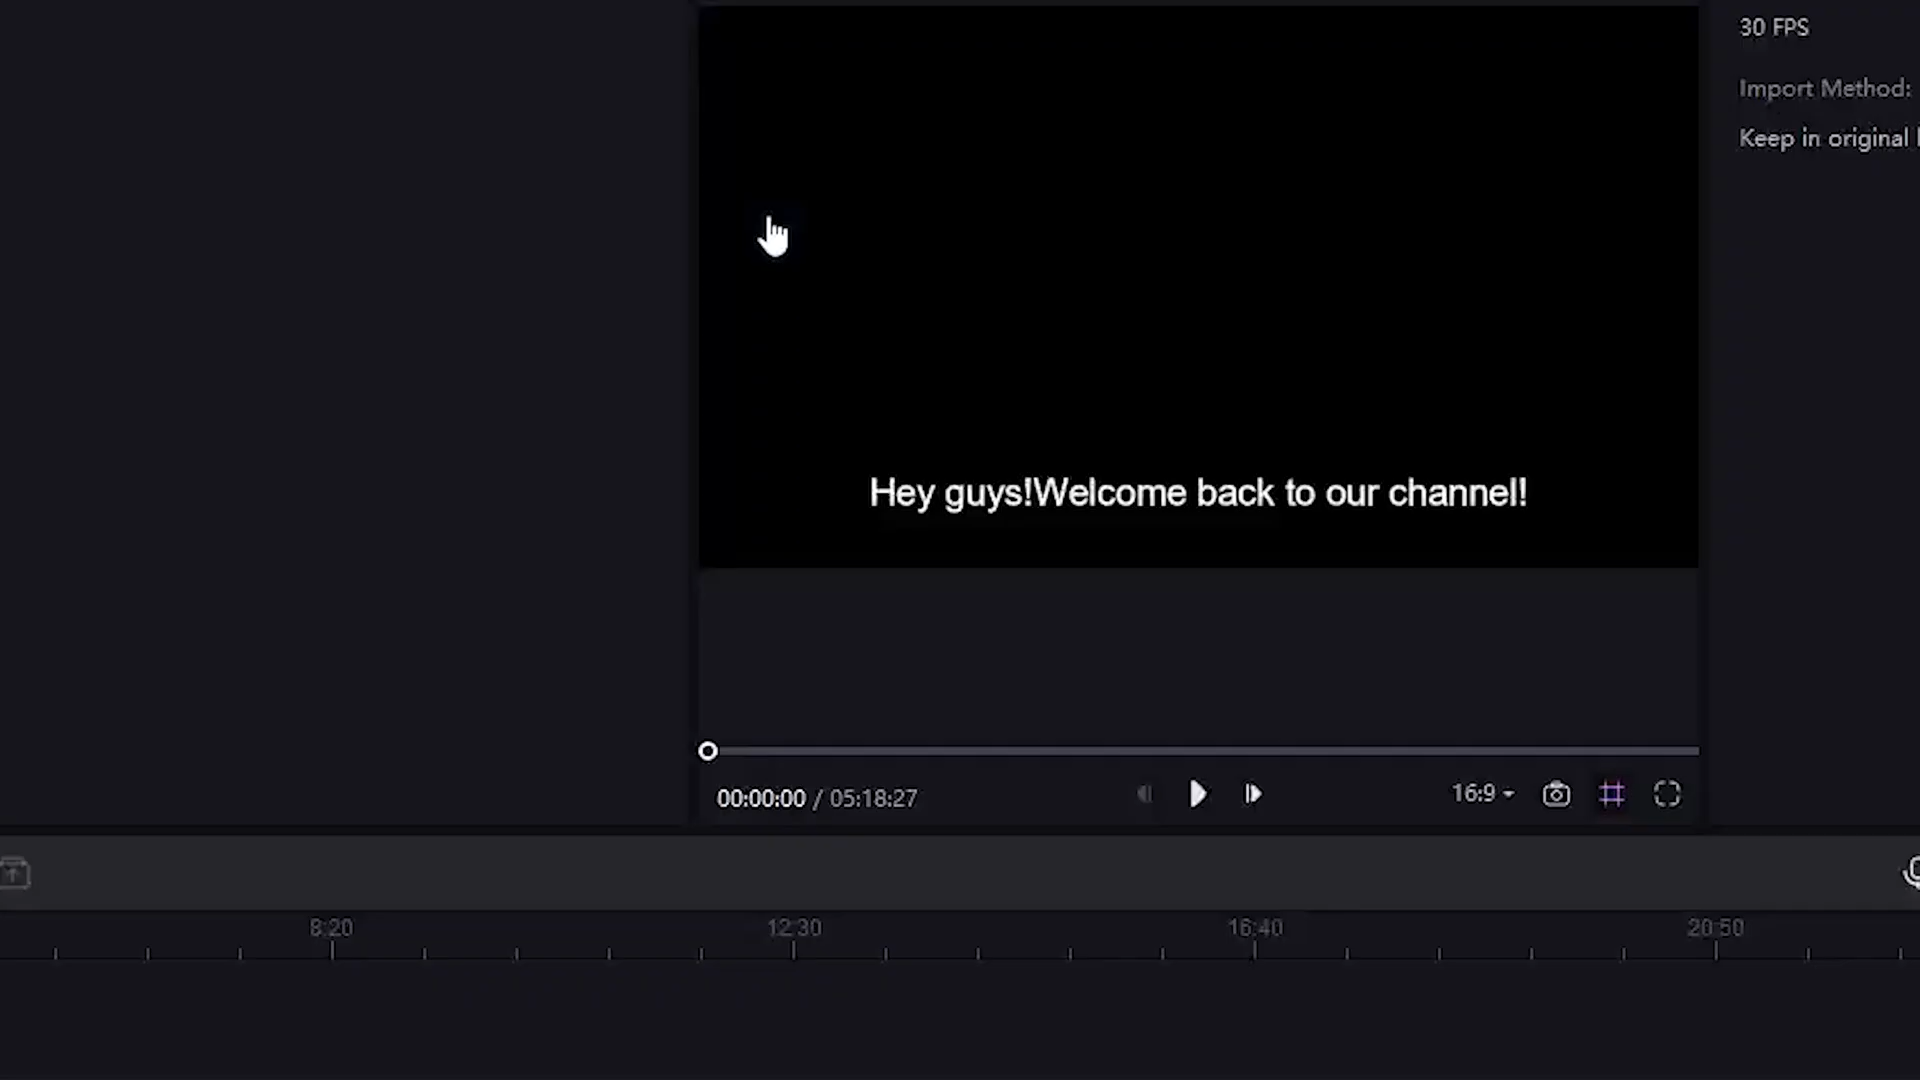 30 FPS
Import Method:
Keep in original
Hey guys!Welcome back to our channel!
00:00:00 / 05:18:27
16:9
8:20 12:30 16:40 20:50